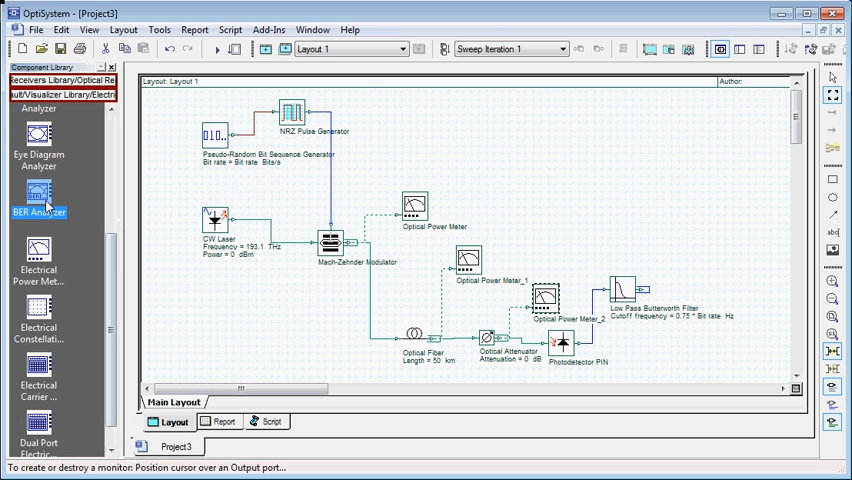 OptiSystem - [Project3]
File Edit View Layout Tools Report Script Add-Ins Window Help
Layout 1
Sweep Iteration 1
Component Library
Receivers Library/Optical Re
ault/Visualizer Library/Electri
Analyzer
Eye Diagram
Analyzer
BER Analyzer
Electrical
Power Met...
Electrical
Constellati...
Electrical
Carrier ...
Dual Port
Electric...
Layout: Layout 1
Author:
NRZ Pulse Generator
Pseudo-Random Bit Sequence Generator
Bit rate = Bit rate Bits/s
CW Laser
Frequency = 193.1 THz
Power = 0 dBm
Mach-Zehnder Modulator
Optical Power Meter
Optical Power Meter_1
Optical Power Meter_2
Low Pass Butterworth Filter
Cutoff frequency = 0.75 * Bit rate Hz
Optical Fiber
Length = 50 km
Optical Attenuator
Attenuation = 0 dB
Photodetector PIN
abc
Main Layout
Layout Report Script
Project3
To create or destroy a monitor: Position cursor over an Output port...